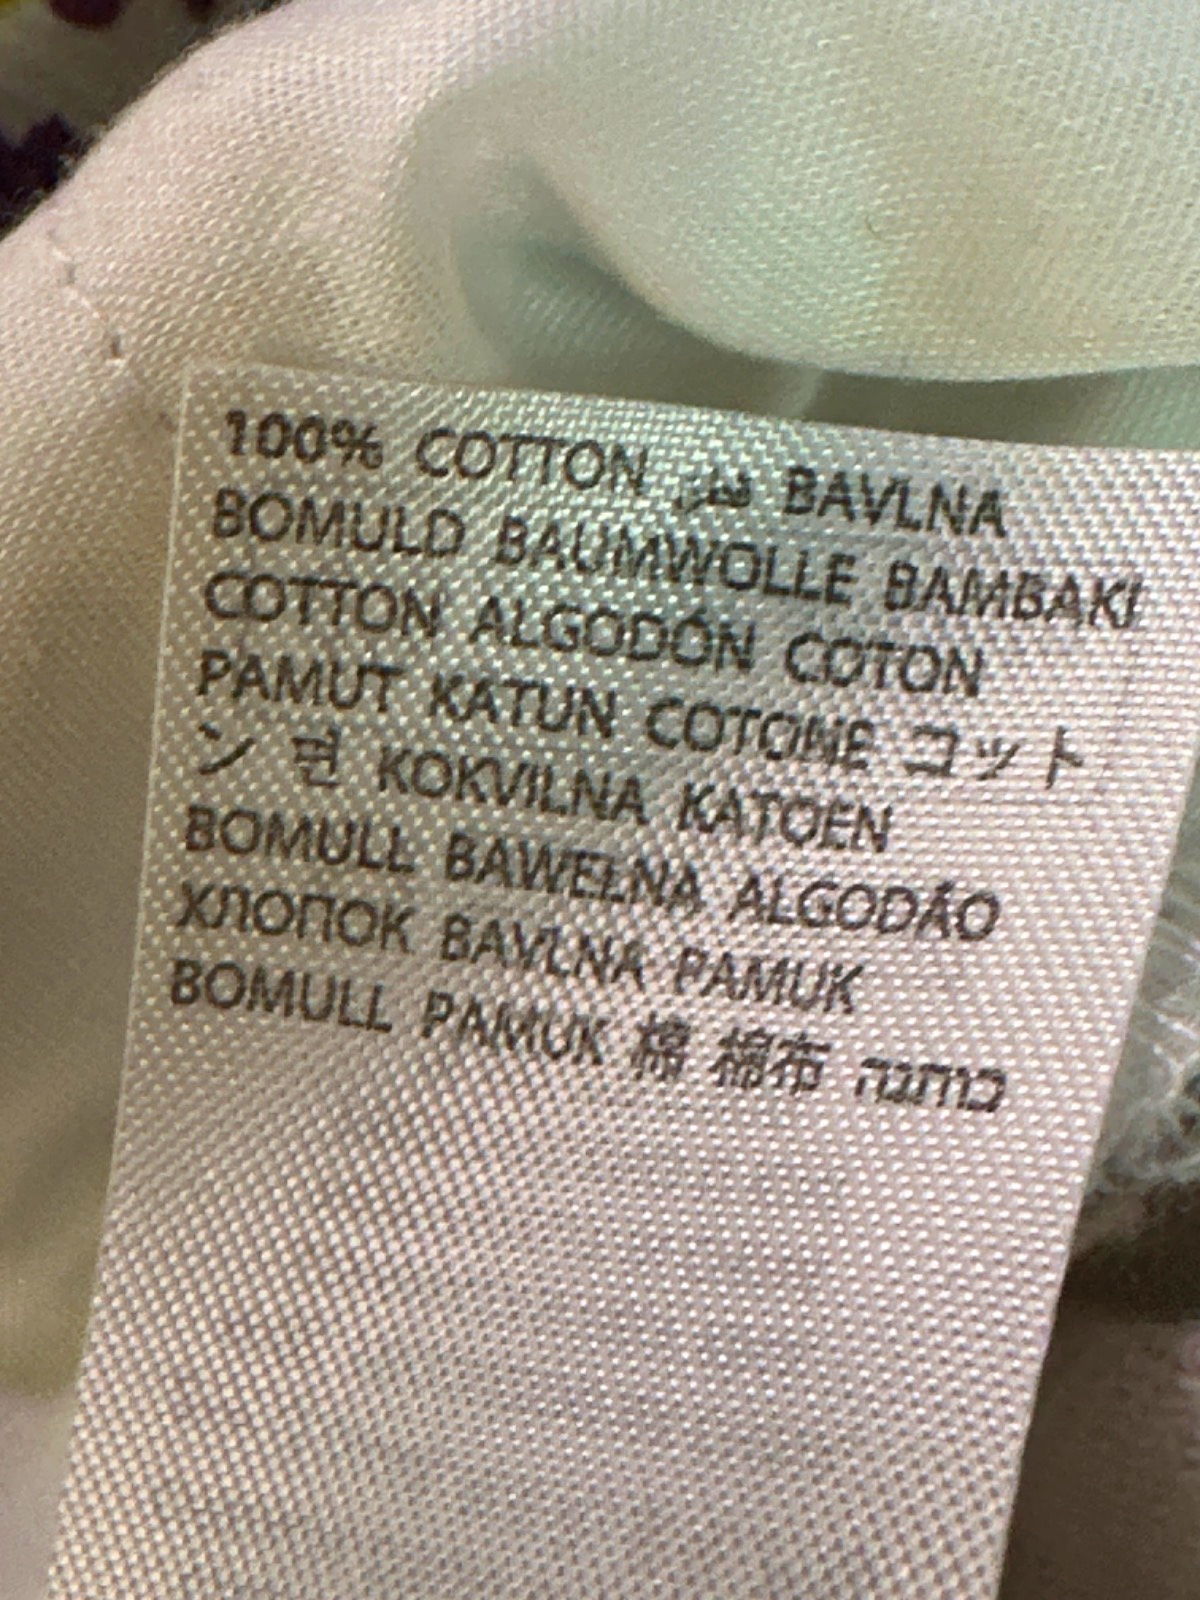 100% COTTON قطن BAVLNA
BOMULD BAUMWOLLE BAMBAKI
COTTON ALGODÓN COTON
PAMUT KATUN COTONE コット
ン 면 KOKVILNA KATOEN
BOMULL BAWEŁNA ALGODÃO
ХЛОПОК BAVLNA PAMUK
BOMULL PAMUK 棉 棉布 כותנה